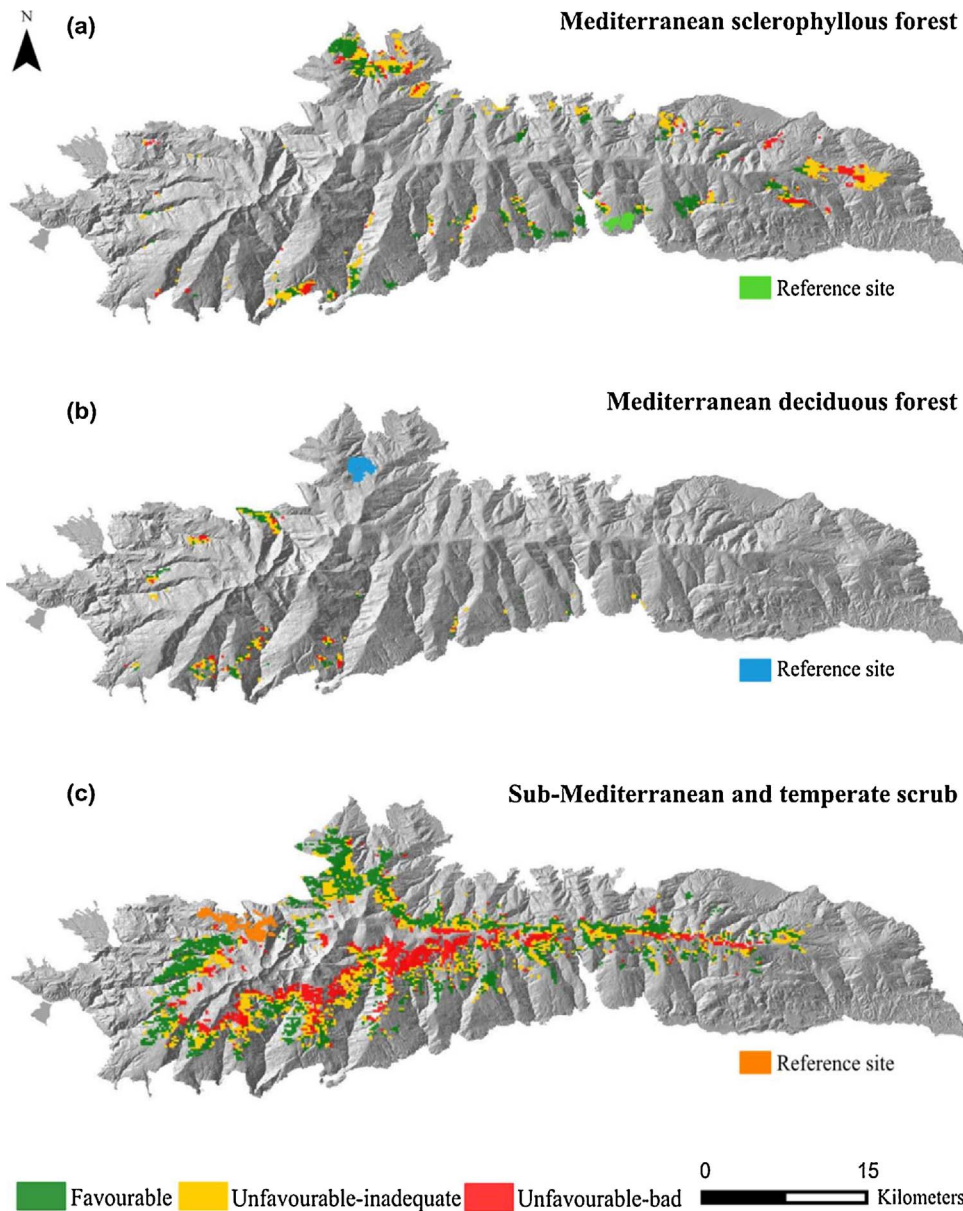 N
(a)
Mediterranean sclerophyllous forest
Reference site
(b)
Mediterranean deciduous forest
Reference site
(c)
Sub-Mediterranean and temperate scrub
Reference site
Favourable
Unfavourable-inadequate
Unfavourable-bad
0
15
Kilometers